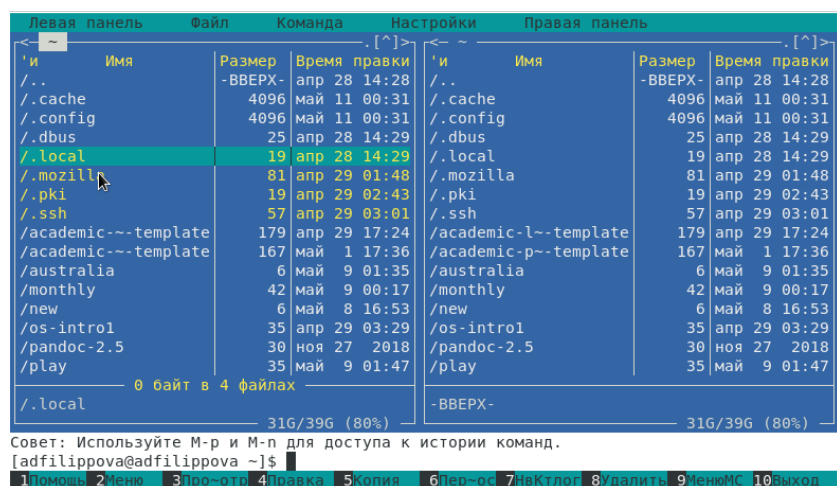 Левая панель Файл Команда Настройки Правая панель
<— ~ .[^]> <— ~ .[^]>
'и Имя Размер Время правки 'и Имя Размер Время правки
/.. -ВВЕРХ- апр 28 14:28 /.. -ВВЕРХ- апр 28 14:28
/.cache 4096 май 11 00:31 /.cache 4096 май 11 00:31
/.config 4096 май 11 00:31 /.config 4096 май 11 00:31
/.dbus 25 апр 28 14:29 /.dbus 25 апр 28 14:29
/.local 19 апр 28 14:29 /.local 19 апр 28 14:29
/.mozilla 81 апр 29 01:48 /.mozilla 81 апр 29 01:48
/.pki 19 апр 29 02:43 /.pki 19 апр 29 02:43
/.ssh 57 апр 29 03:01 /.ssh 57 апр 29 03:01
/academic-~-template 179 апр 29 17:24 /academic-l~-template 179 апр 29 17:24
/academic-~-template 167 май 1 17:36 /academic-p~-template 167 май 1 17:36
/australia 6 май 9 01:35 /australia 6 май 9 01:35
/monthly 42 май 9 00:17 /monthly 42 май 9 00:17
/new 6 май 8 16:53 /new 6 май 8 16:53
/os-intro1 35 апр 29 03:29 /os-intro1 35 апр 29 03:29
/pandoc-2.5 30 ноя 27 2018 /pandoc-2.5 30 ноя 27 2018
/play 35 май 9 01:47 /play 35 май 9 01:47
0 байт в 4 файлах
/.local -ВВЕРХ-
31G/39G (80%) 31G/39G (80%)
Совет: Используйте M-p и M-n для доступа к истории команд.
[adfilippova@adfilippova ~]$
1Помощь 2Меню 3Про~отр 4Правка 5Копия 6Пер~ос 7НвКтлог 8Удалить 9МенюМС 10Выход